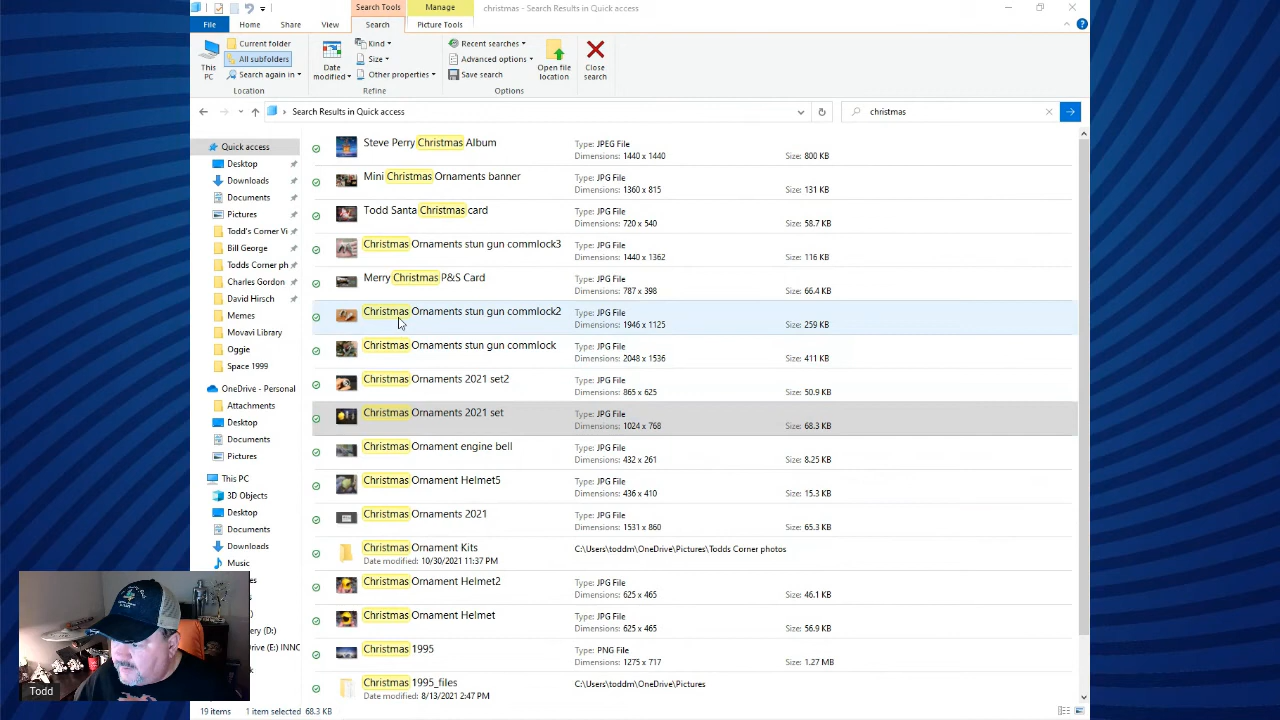 Search Tools
Manage
christmas - Search Results in Quick access
File
Home
Share
View
Search
Picture Tools
This PC
Current folder
All subfolders
Search again in
Location
Date modified
Kind
Size
Other properties
Refine
Recent searches
Advanced options
Save search
Open file location
Options
Close search
Search Results in Quick access
christmas
Quick access
Desktop
Downloads
Documents
Pictures
Todd's Corner Vi
Bill George
Todds Corner ph
Charles Gordon
David Hirsch
Memes
Movavi Library
Oggie
Space 1999
OneDrive - Personal
Attachments
Desktop
Documents
Pictures
This PC
3D Objects
Desktop
Documents
Downloads
Music
ery (D:)
Drive (E:) INNO
Steve Perry Christmas Album
Type: JPEG File
Dimensions: 1440 x 1440
Size: 800 KB
Mini Christmas Ornaments banner
Type: JPG File
Dimensions: 1360 x 815
Size: 131 KB
Todd Santa Christmas card
Type: JPG File
Dimensions: 720 x 540
Size: 58.7 KB
Christmas Ornaments stun gun commlock3
Type: JPG File
Dimensions: 1440 x 1362
Size: 116 KB
Merry Christmas P&S Card
Type: JPG File
Dimensions: 787 x 398
Size: 66.4 KB
Christmas Ornaments stun gun commlock2
Type: JPG File
Dimensions: 1946 x 1125
Size: 259 KB
Christmas Ornaments stun gun commlock
Type: JPG File
Dimensions: 2048 x 1536
Size: 411 KB
Christmas Ornaments 2021 set2
Type: JPG File
Dimensions: 865 x 625
Size: 50.9 KB
Christmas Ornaments 2021 set
Type: JPG File
Dimensions: 1024 x 768
Size: 68.3 KB
Christmas Ornament engine bell
Type: JPG File
Dimensions: 432 x 261
Size: 8.25 KB
Christmas Ornament Helmet5
Type: JPG File
Dimensions: 436 x 410
Size: 15.3 KB
Christmas Ornaments 2021
Type: JPG File
Dimensions: 1531 x 860
Size: 65.3 KB
Christmas Ornament Kits
Date modified: 10/30/2021 11:37 PM
C:\Users\toddm\OneDrive\Pictures\Todds Corner photos
Christmas Ornament Helmet2
Type: JPG File
Dimensions: 625 x 465
Size: 46.1 KB
Christmas Ornament Helmet
Type: JPG File
Dimensions: 625 x 465
Size: 56.9 KB
Christmas 1995
Type: PNG File
Dimensions: 1275 x 717
Size: 1.27 MB
Christmas 1995_files
Date modified: 8/13/2021 2:47 PM
C:\Users\toddm\OneDrive\Pictures
Todd
19 items
1 item selected 68.3 KB